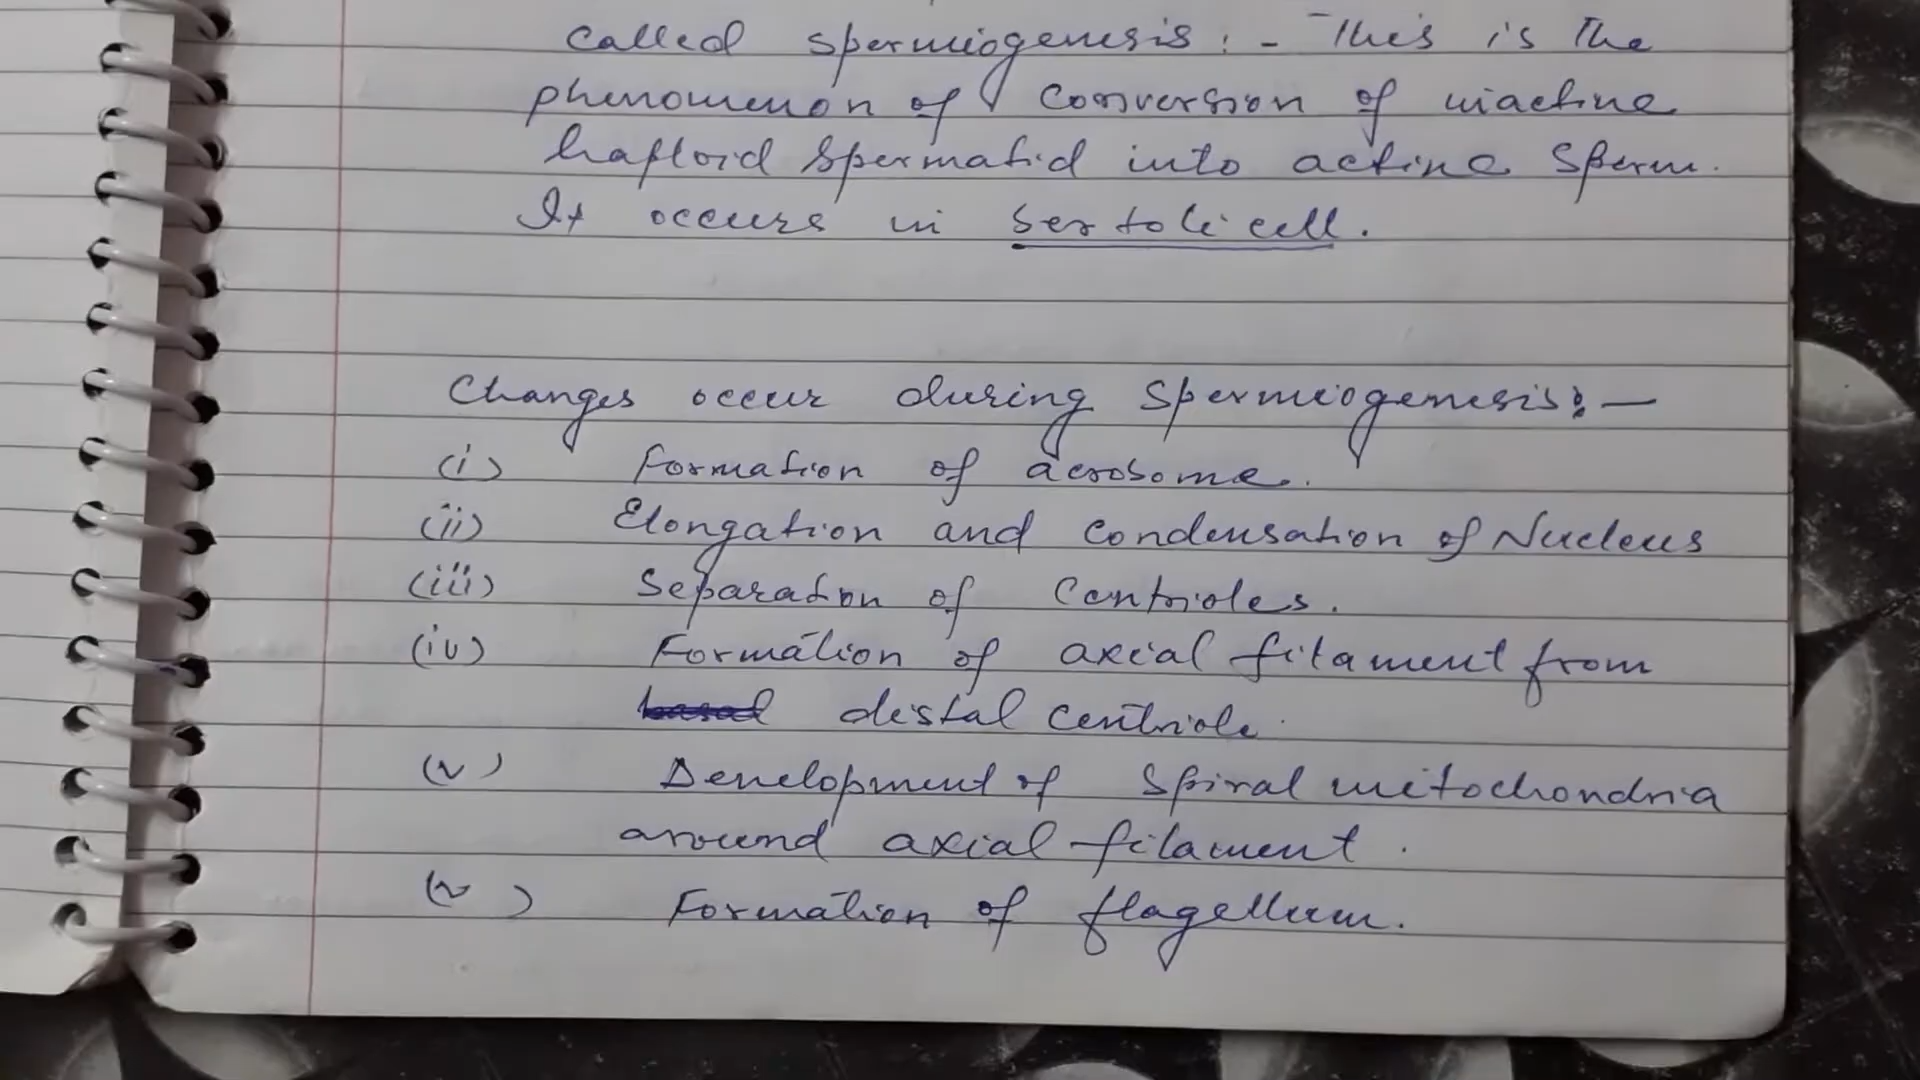 called spermiogenesis : - This is the
phenomenon of conversion of inactive
haploid spermatid into active sperm.
It occurs in sertoli cell.
Changes occur during spermiogenesis : —
(i) Formation of acrosome.
(ii) Elongation and condensation of Nucleus
(iii) Separation of centrioles.
(iv) Formation of axial filament from
distal centriole.
(v) Development of spiral mitochondria
around axial filament.
(v ) Formation of flagellum.